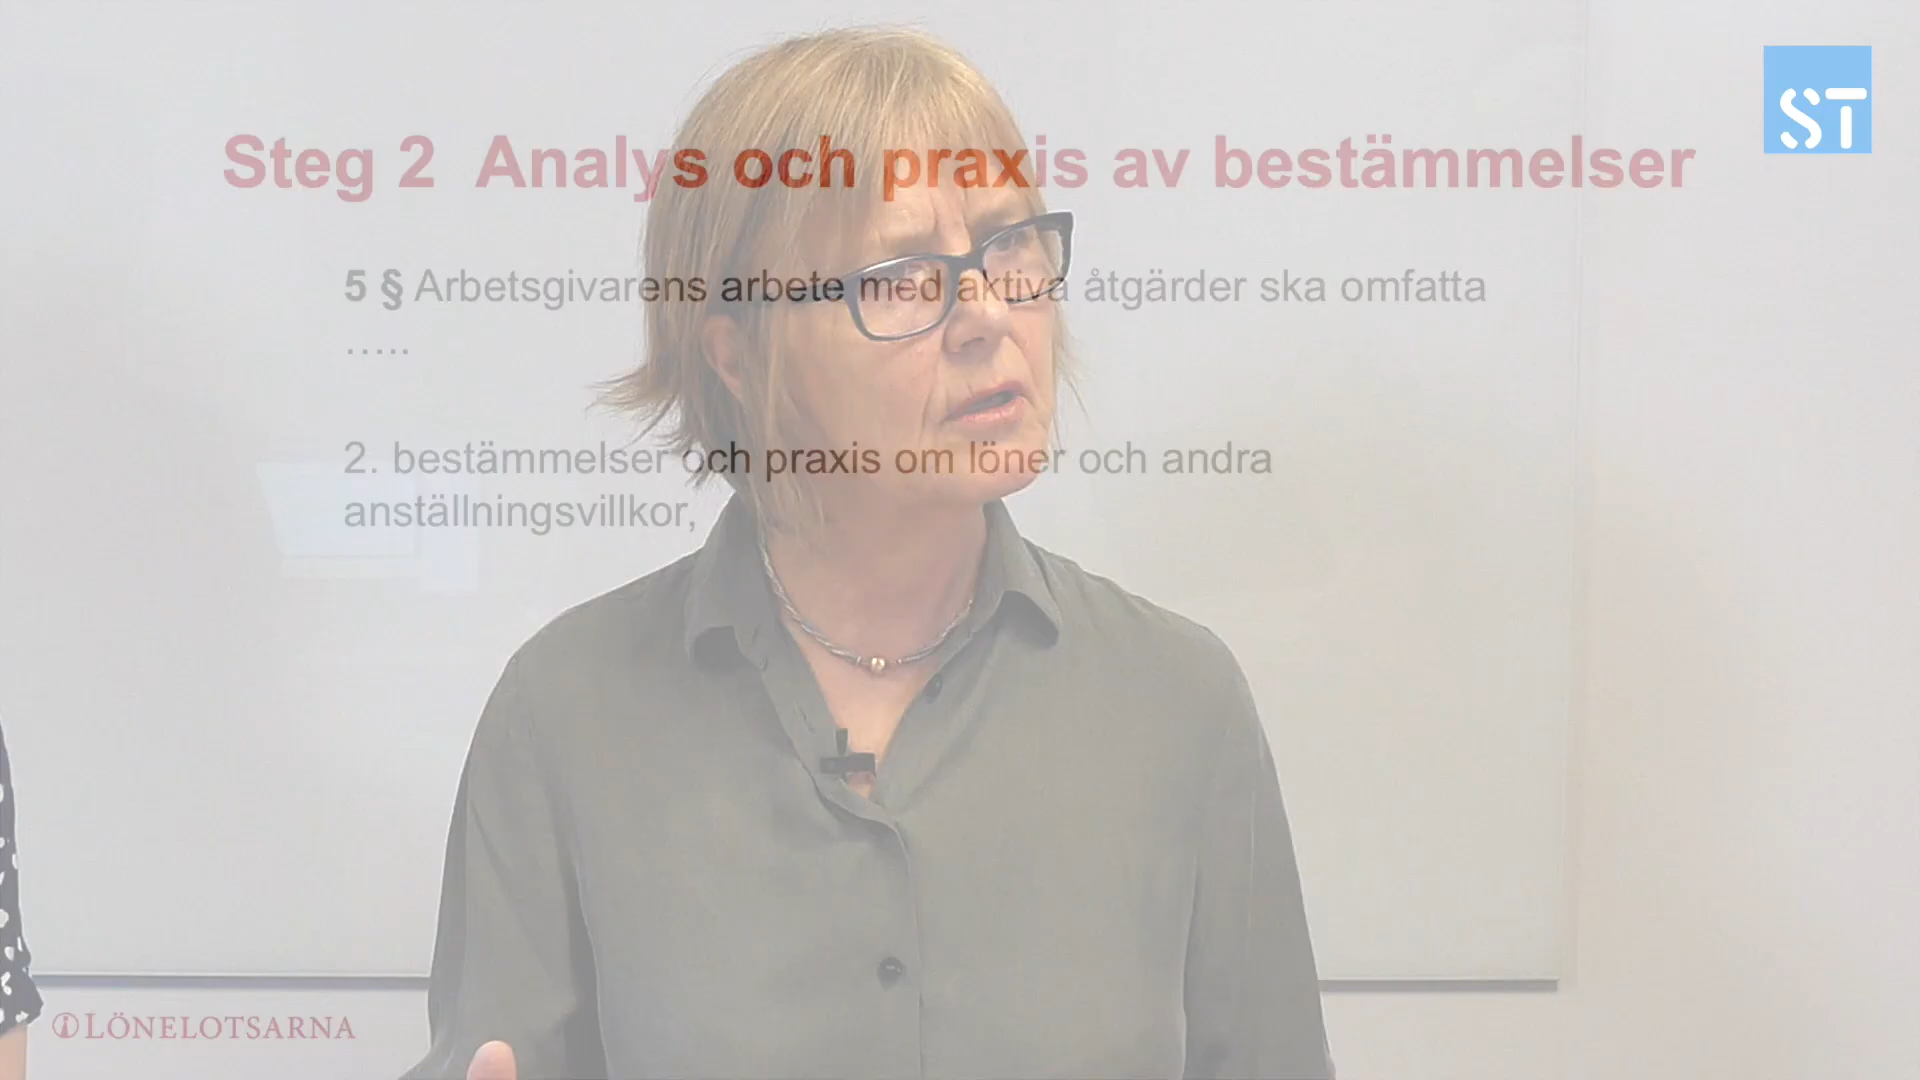 ST
Steg 2 Analys och praxis av bestämmelser
5 § Arbetsgivarens arbete med aktiva åtgärder ska omfatta
.....
2. bestämmelser och praxis om löner och andra
anställningsvillkor,
LÖNELOTSARNA